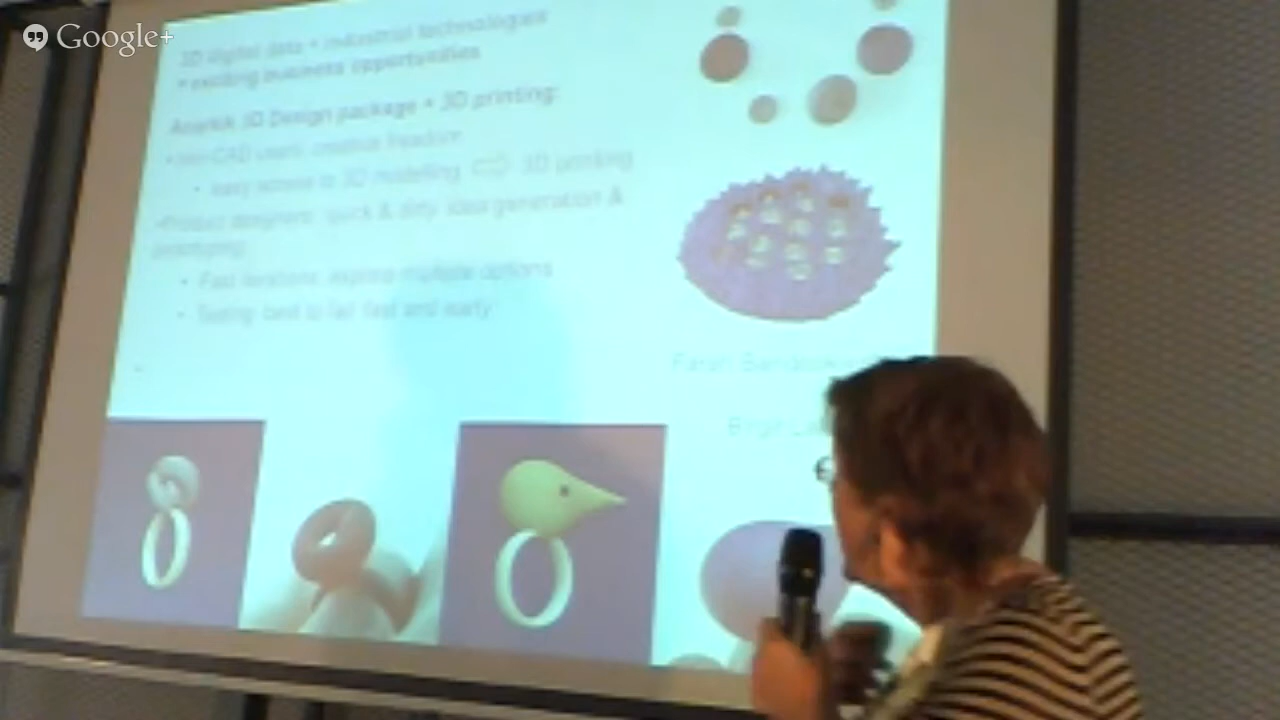 Google+
3D digital data + industrial technologies
• exciting business opportunities
3D Design package + 3D printing:
CAD users: creative freedom
• easy access to 3D modelling, 3D printing
Product designers: quick & dirty idea generation &
prototyping:
• Fast iterations: explore multiple options
• Testing: best to fail fast and early
Farah
Birgit